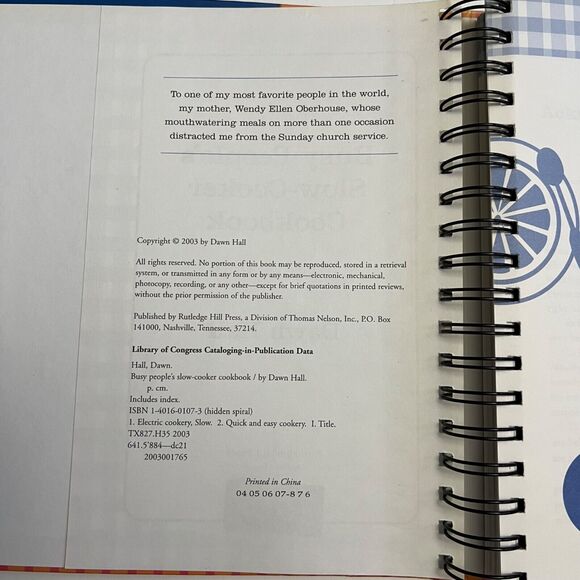 To one of my most favorite people in the world,
my mother, Wendy Ellen Oberhouse, whose
mouthwatering meals on more than one occasion
distracted me from the Sunday church service.
Copyright © 2003 by Dawn Hall
All rights reserved. No portion of this book may be reproduced, stored in a retrieval
system, or transmitted in any form or by any means—electronic, mechanical,
photocopy, recording, or any other—except for brief quotations in printed reviews,
without the prior permission of the publisher.
Published by Rutledge Hill Press, a Division of Thomas Nelson, Inc., P.O. Box
141000, Nashville, Tennessee, 37214.
Library of Congress Cataloging-in-Publication Data
Hall, Dawn.
Busy people's slow-cooker cookbook / by Dawn Hall.
p. cm.
Includes index.
ISBN 1-4016-0107-3 (hidden spiral)
1. Electric cookery, Slow. 2. Quick and easy cookery. I. Title.
TX827.H35 2003
641.5'884—dc21
2003001765
Printed in China
04 05 06 07-8 7 6